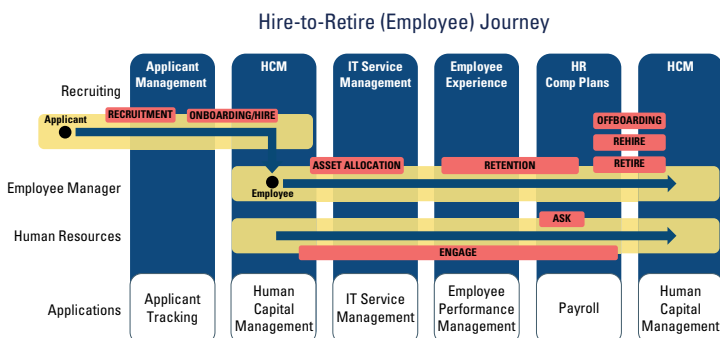 Hire-to-Retire (Employee) Journey
Applicant
Management
HCM
IT Service
Management
Employee
Experience
HR
Comp Plans
HCM
Recruiting
RECRUITMENT
ONBOARDING/HIRE
OFFBOARDING
Applicant
REHIRE
ASSET ALLOCATION
RETENTION
RETIRE
Employee Manager
Employee
ASK
Human Resources
ENGAGE
Applications
Applicant
Tracking
Human
Capital
Management
IT Service
Management
Employee
Performance
Management
Payroll
Human
Capital
Management